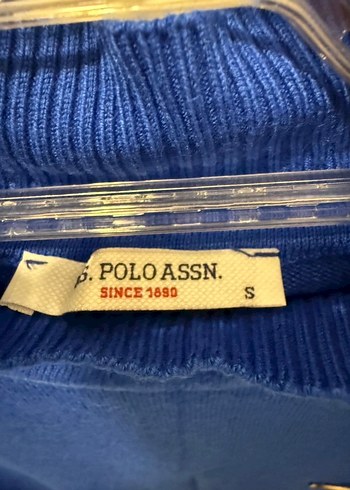 S. POLO ASSN.
SINCE 1890
S